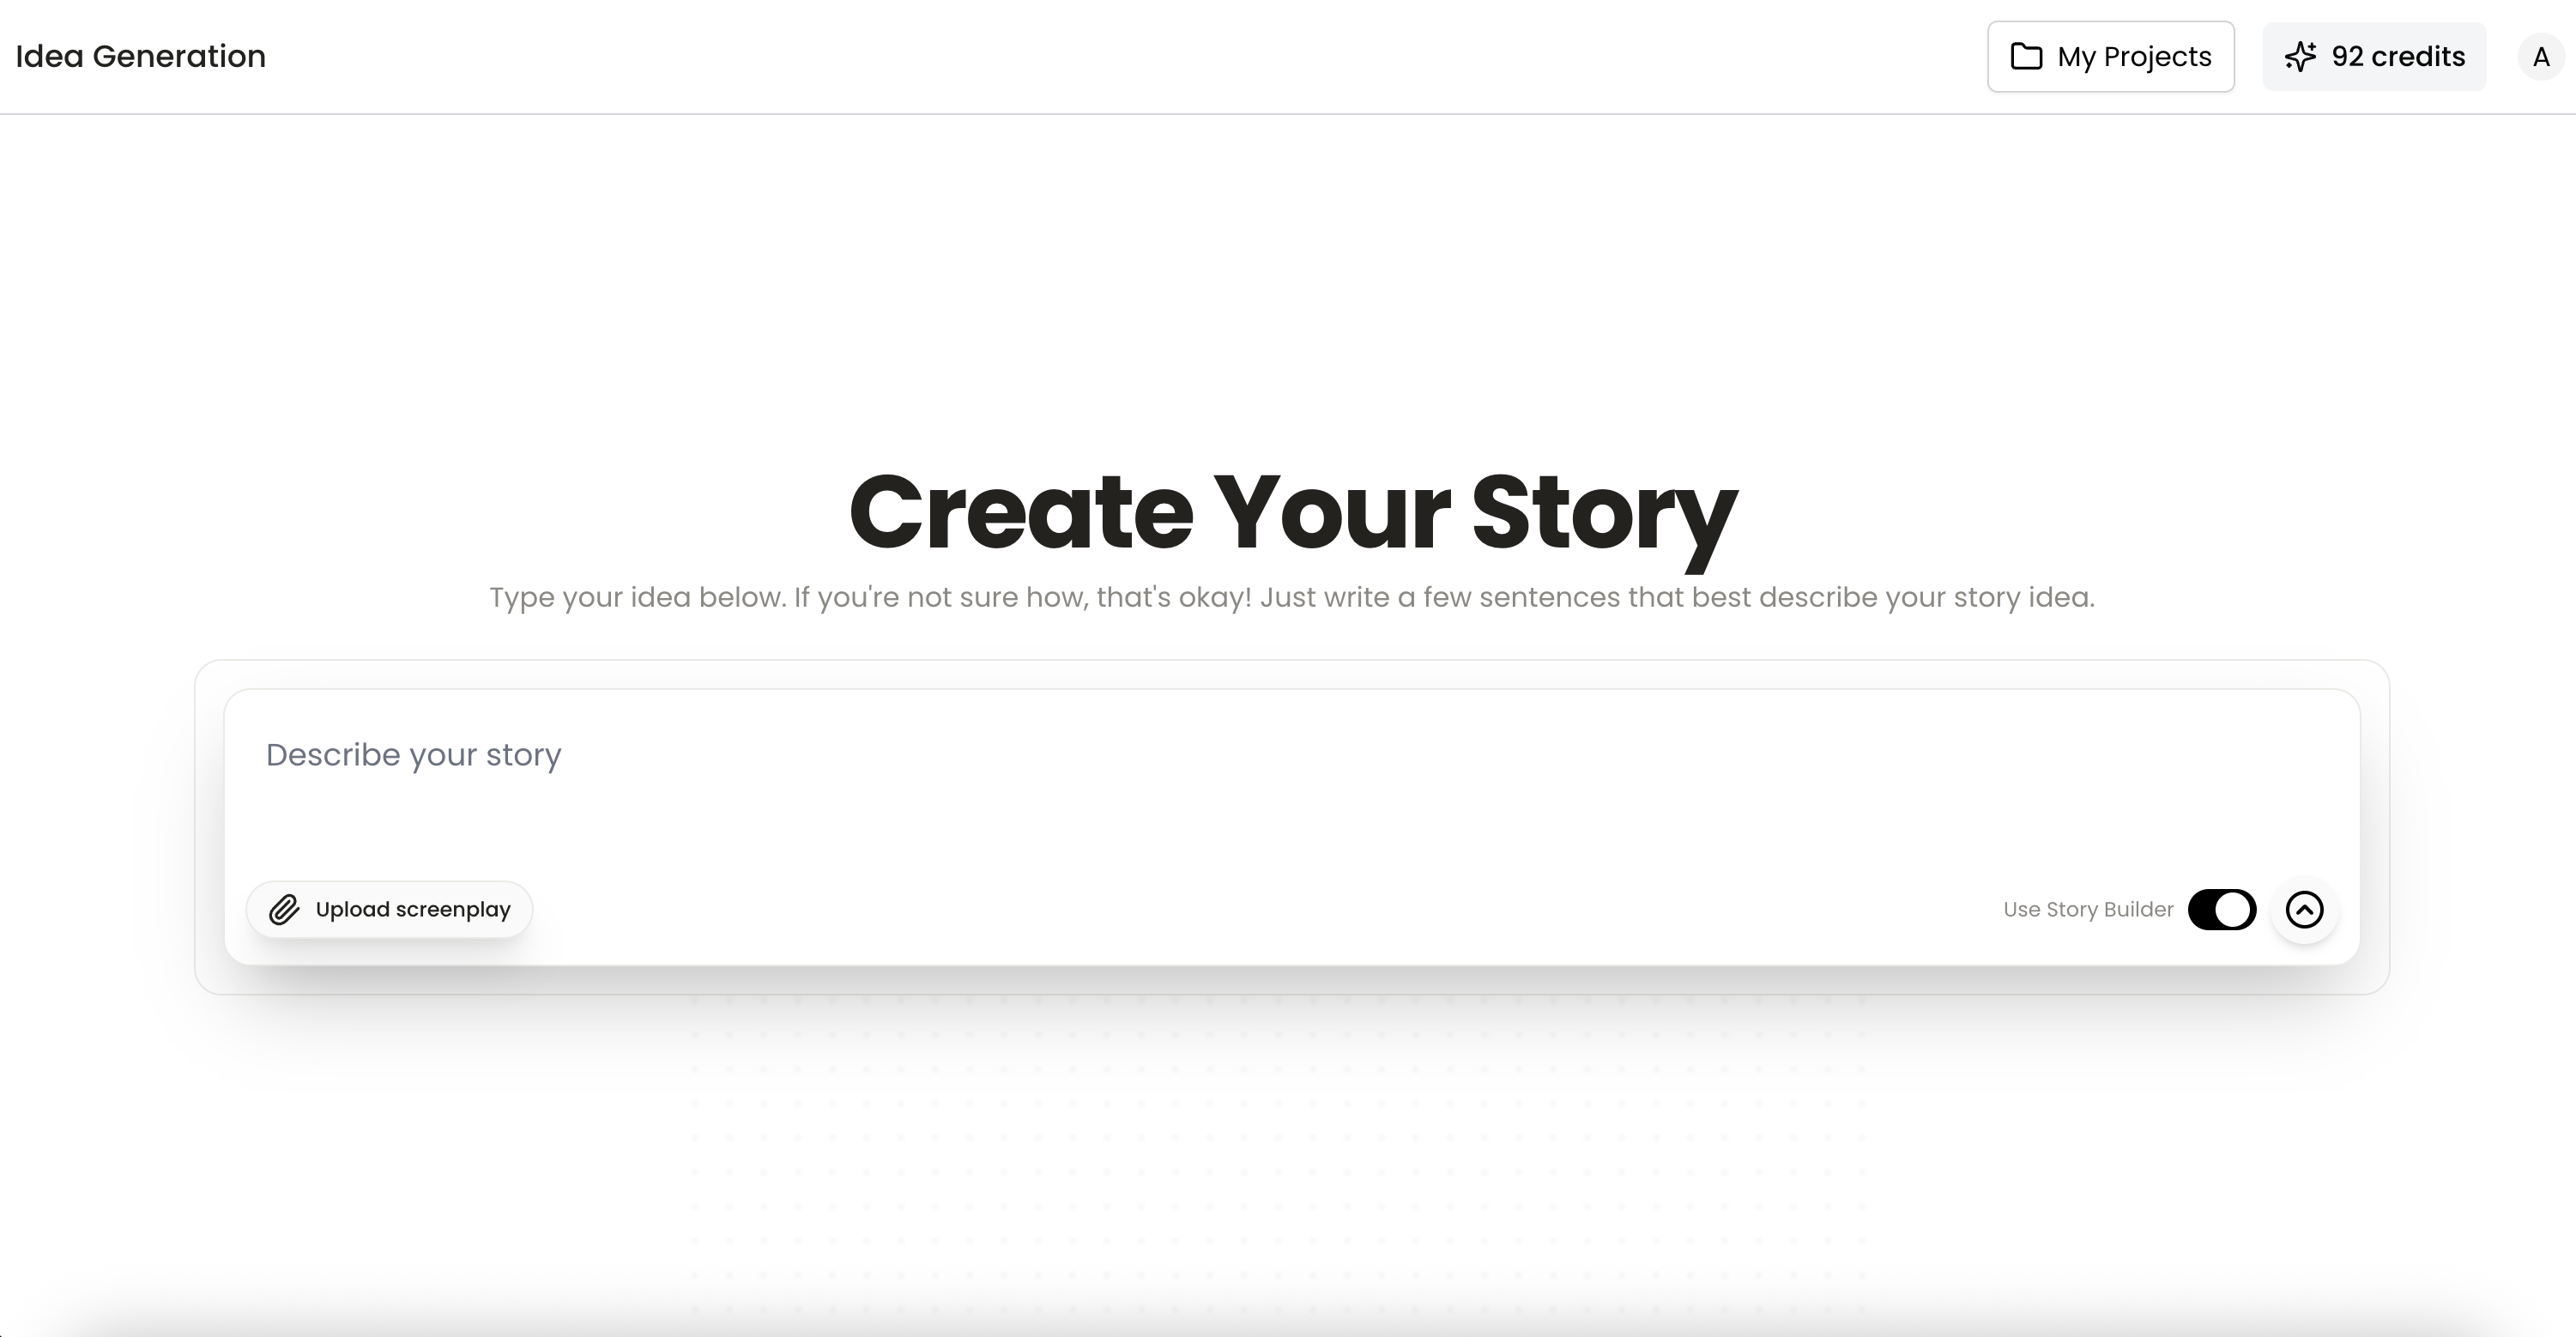 Idea Generation
My Projects
92 credits
A
Create Your Story
Type your idea below. If you're not sure how, that's okay! Just write a few sentences that best describe your story idea.
Describe your story
Upload screenplay
Use Story Builder